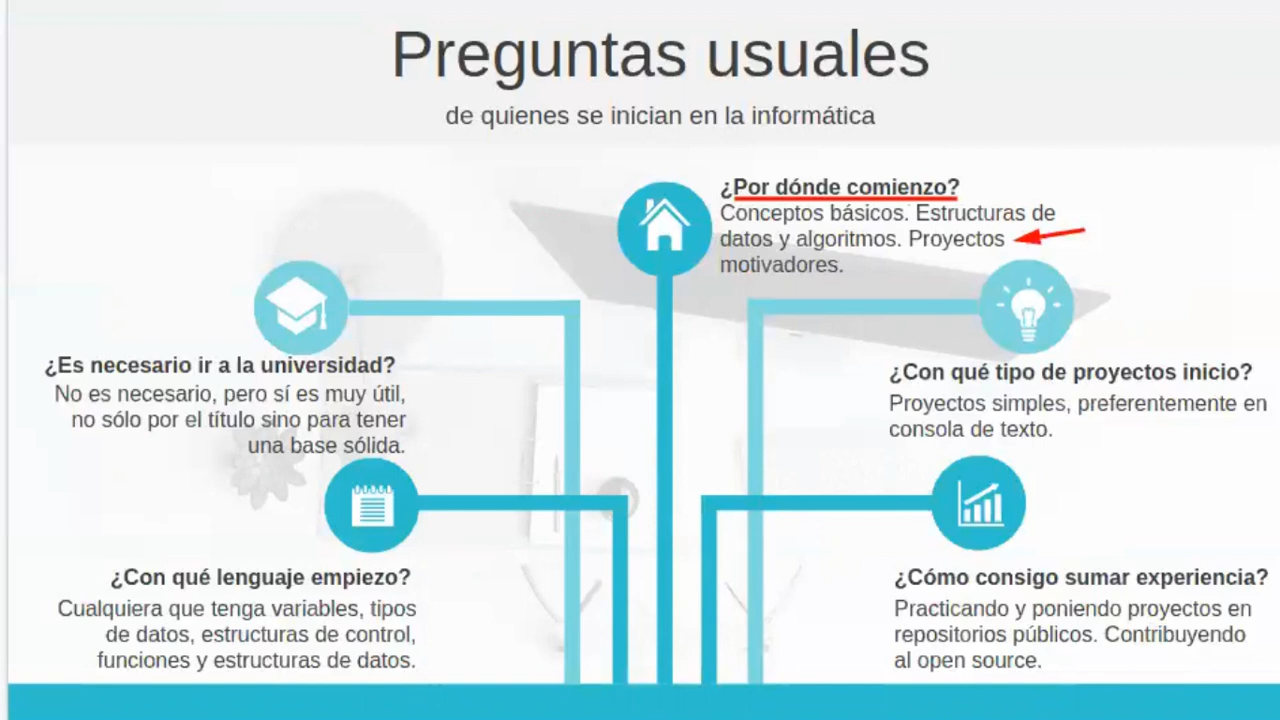 Preguntas usuales
de quienes se inician en la informática
¿Por dónde comienzo?
Conceptos básicos. Estructuras de
datos y algoritmos. Proyectos
motivadores.
¿Es necesario ir a la universidad?
No es necesario, pero sí es muy útil,
no sólo por el título sino para tener
una base sólida.
¿Con qué tipo de proyectos inicio?
Proyectos simples, preferentemente en
consola de texto.
¿Con qué lenguaje empiezo?
Cualquiera que tenga variables, tipos
de datos, estructuras de control,
funciones y estructuras de datos.
¿Cómo consigo sumar experiencia?
Practicando y poniendo proyectos en
repositorios públicos. Contribuyendo
al open source.